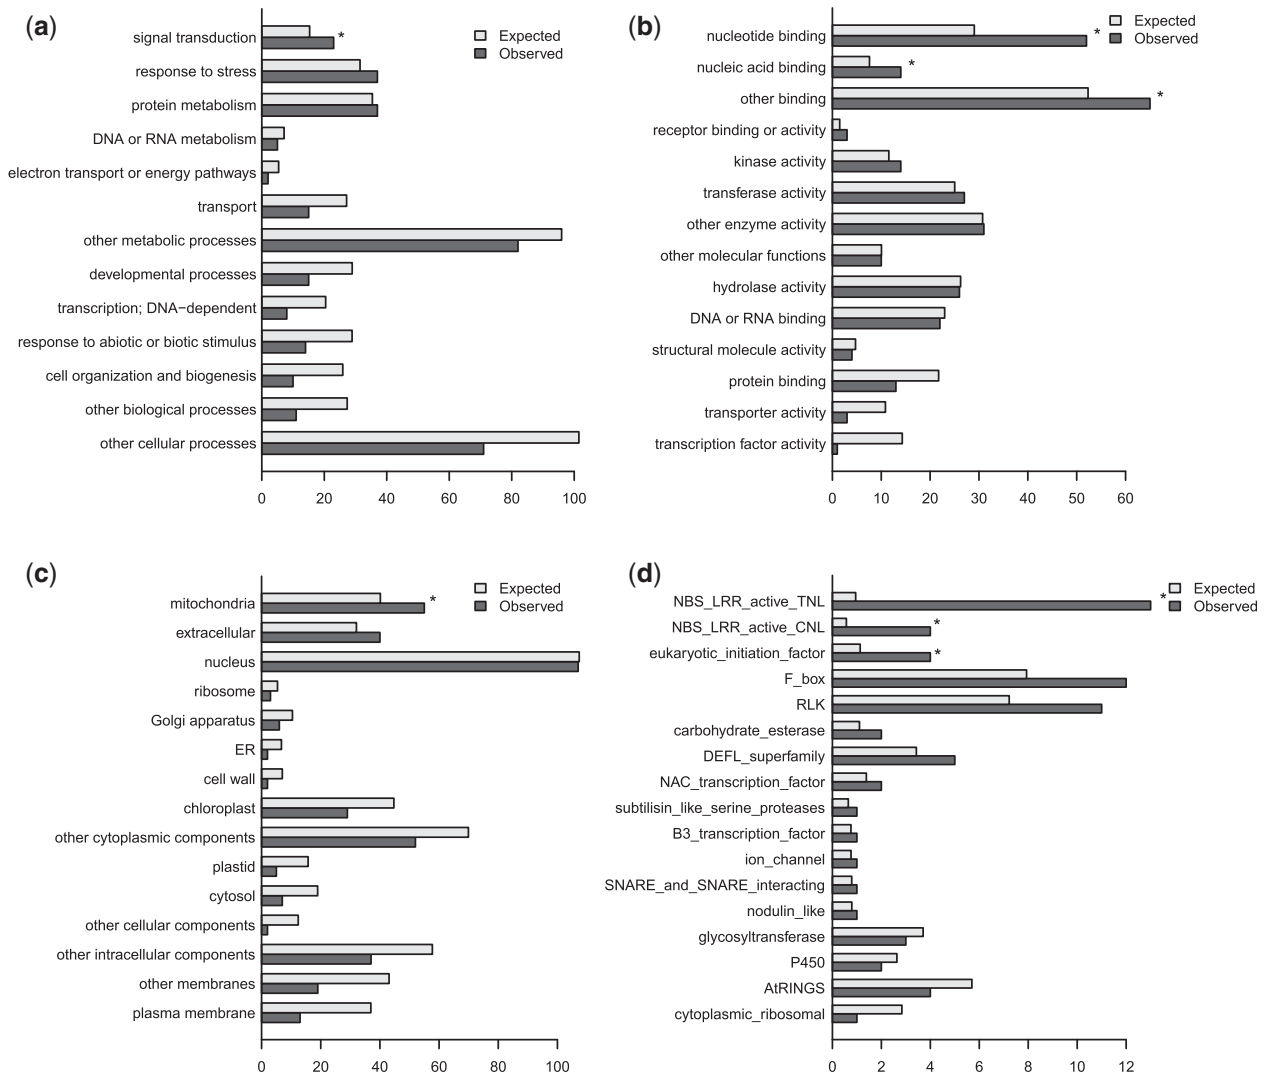 (a)
Expected
Observed
signal transduction
*
response to stress
protein metabolism
DNA or RNA metabolism
electron transport or energy pathways
transport
other metabolic processes
developmental processes
transcription; DNA−dependent
response to abiotic or biotic stimulus
cell organization and biogenesis
other biological processes
other cellular processes
0 20 40 60 80 100
(b)
Expected
Observed
nucleotide binding
*
nucleic acid binding
*
other binding
*
receptor binding or activity
kinase activity
transferase activity
other enzyme activity
other molecular functions
hydrolase activity
DNA or RNA binding
structural molecule activity
protein binding
transporter activity
transcription factor activity
0 10 20 30 40 50 60
(c)
Expected
Observed
mitochondria
*
extracellular
nucleus
ribosome
Golgi apparatus
ER
cell wall
chloroplast
other cytoplasmic components
plastid
cytosol
other cellular components
other intracellular components
other membranes
plasma membrane
0 20 40 60 80 100
(d)
Expected
Observed
NBS_LRR_active_TNL
*
NBS_LRR_active_CNL
*
eukaryotic_initiation_factor
*
F_box
RLK
carbohydrate_esterase
DEFL_superfamily
NAC_transcription_factor
subtilisin_like_serine_proteases
B3_transcription_factor
ion_channel
SNARE_and_SNARE_interacting
nodulin_like
glycosyltransferase
P450
AtRINGS
cytoplasmic_ribosomal
0 2 4 6 8 10 12